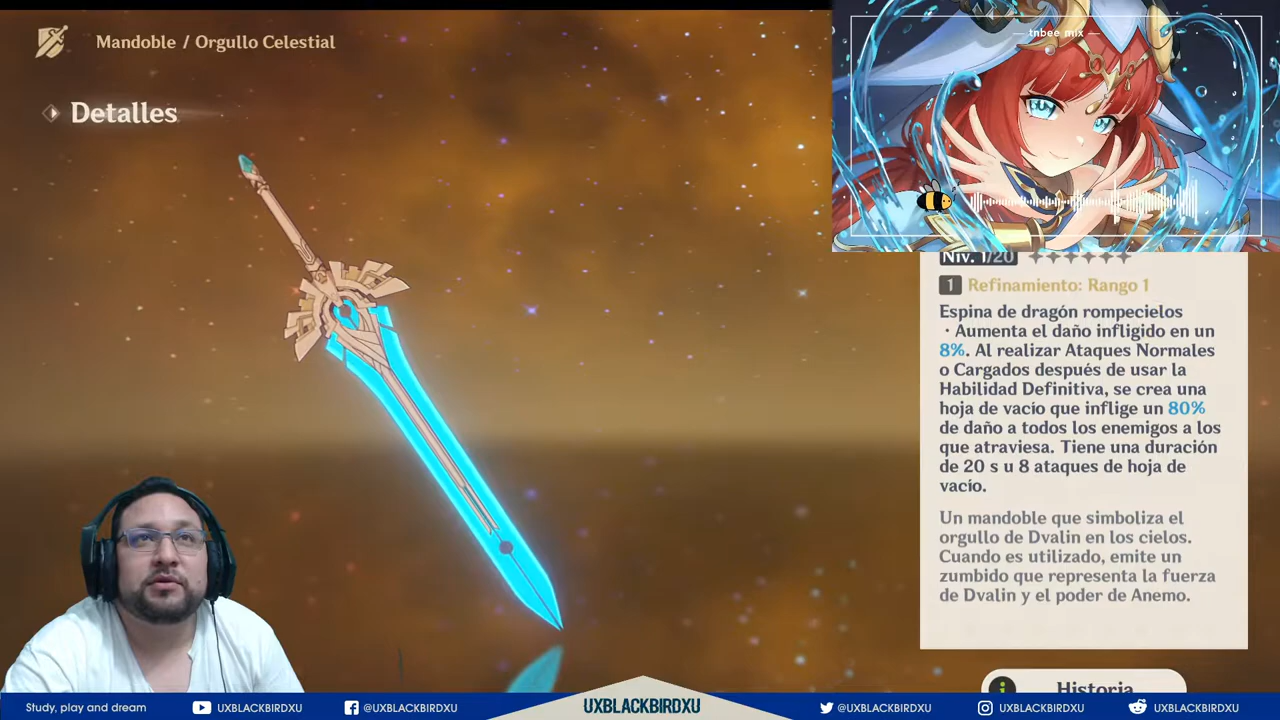 Mandoble / Orgullo Celestial
Detalles
— tnbee mix —
Niv. 1/20
1 Refinamiento: Rango 1
Espina de dragón rompecielos
· Aumenta el daño infligido en un
8%. Al realizar Ataques Normales
o Cargados después de usar la
Habilidad Definitiva, se crea una
hoja de vacío que inflige un 80%
de daño a todos los enemigos a los
que atraviesa. Tiene una duración
de 20 s u 8 ataques de hoja de
vacío.
Un mandoble que simboliza el
orgullo de Dvalin en los cielos.
Cuando es utilizado, emite un
zumbido que representa la fuerza
de Dvalin y el poder de Anemo.
Historia
Study, play and dream
UXBLACKBIRDXU
@UXBLACKBIRDXU
UXBLACKBIRDXU
@UXBLACKBIRDXU
UXBLACKBIRDXU
UXBLACKBIRDXU